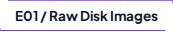 E01 / Raw Disk Images